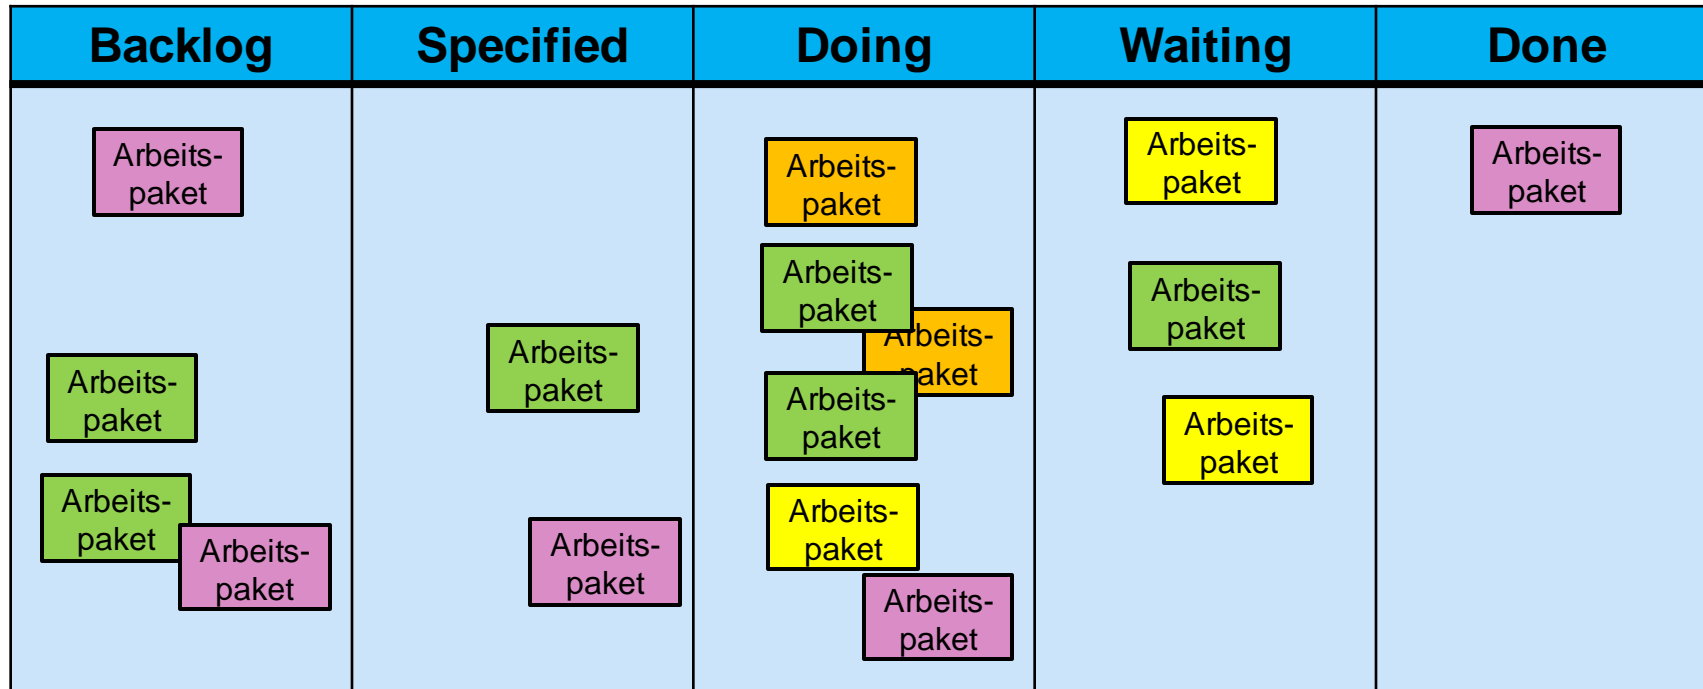 Backlog
Specified
Doing
Waiting
Done
Arbeits-
paket
Arbeits-
paket
Arbeits-
paket
Arbeits-
paket
Arbeits-
paket
Arbeits-
paket
Arbeits-
paket
Arbeits-
paket
Arbeits-
paket
Arbeits-
paket
Arbeits-
paket
Arbeits-
paket
Arbeits-
paket
Arbeits-
paket
Arbeits-
paket
Arbeits-
paket